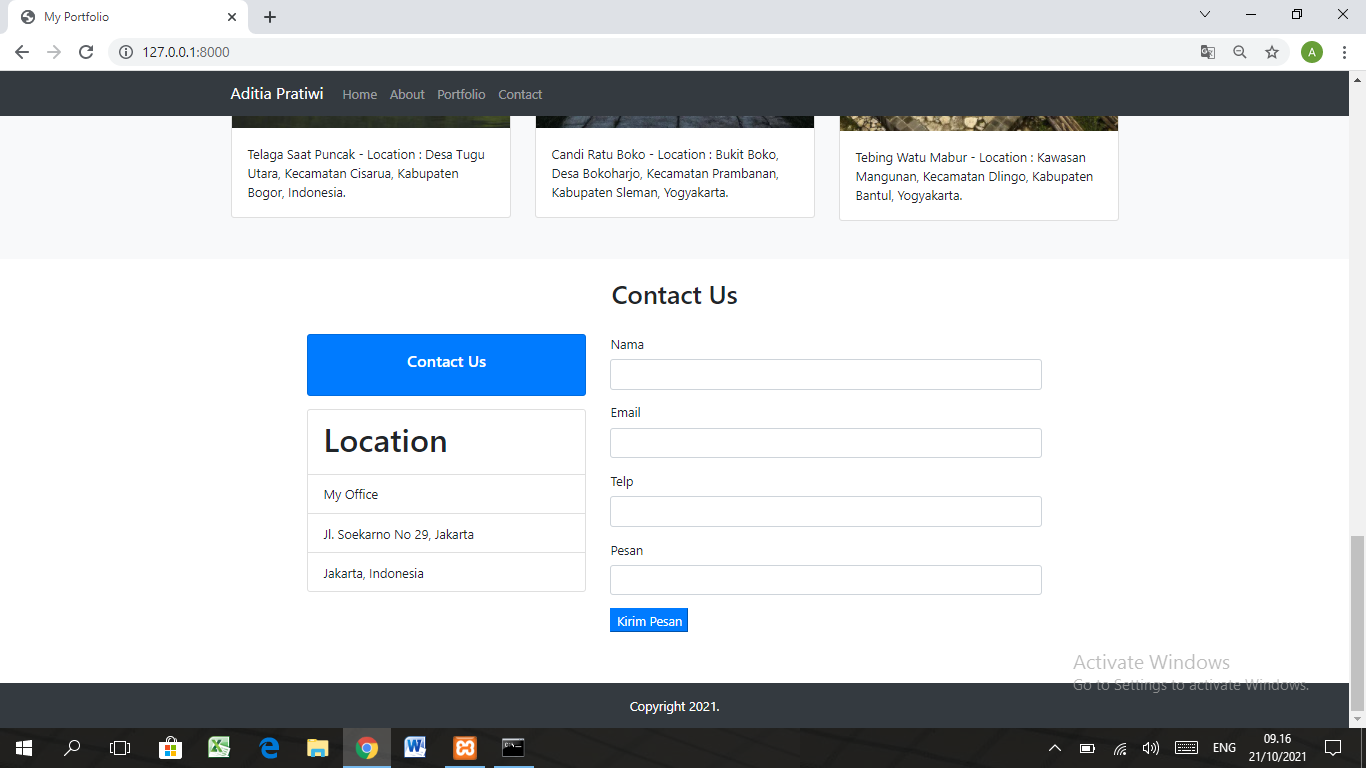 My Portfolio
127.0.0.1:8000
A
Aditia Pratiwi Home About Portfolio Contact
Telaga Saat Puncak - Location : Desa Tugu
Utara, Kecamatan Cisarua, Kabupaten
Bogor, Indonesia.
Candi Ratu Boko - Location : Bukit Boko,
Desa Bokoharjo, Kecamatan Prambanan,
Kabupaten Sleman, Yogyakarta.
Tebing Watu Mabur - Location : Kawasan
Mangunan, Kecamatan Dlingo, Kabupaten
Bantul, Yogyakarta.
Contact Us
Contact Us
Location
My Office
Jl. Soekarno No 29, Jakarta
Jakarta, Indonesia
Nama
Email
Telp
Pesan
Kirim Pesan
Activate Windows
Go to Settings to activate Windows.
Copyright 2021.
ENG
09.16
21/10/2021